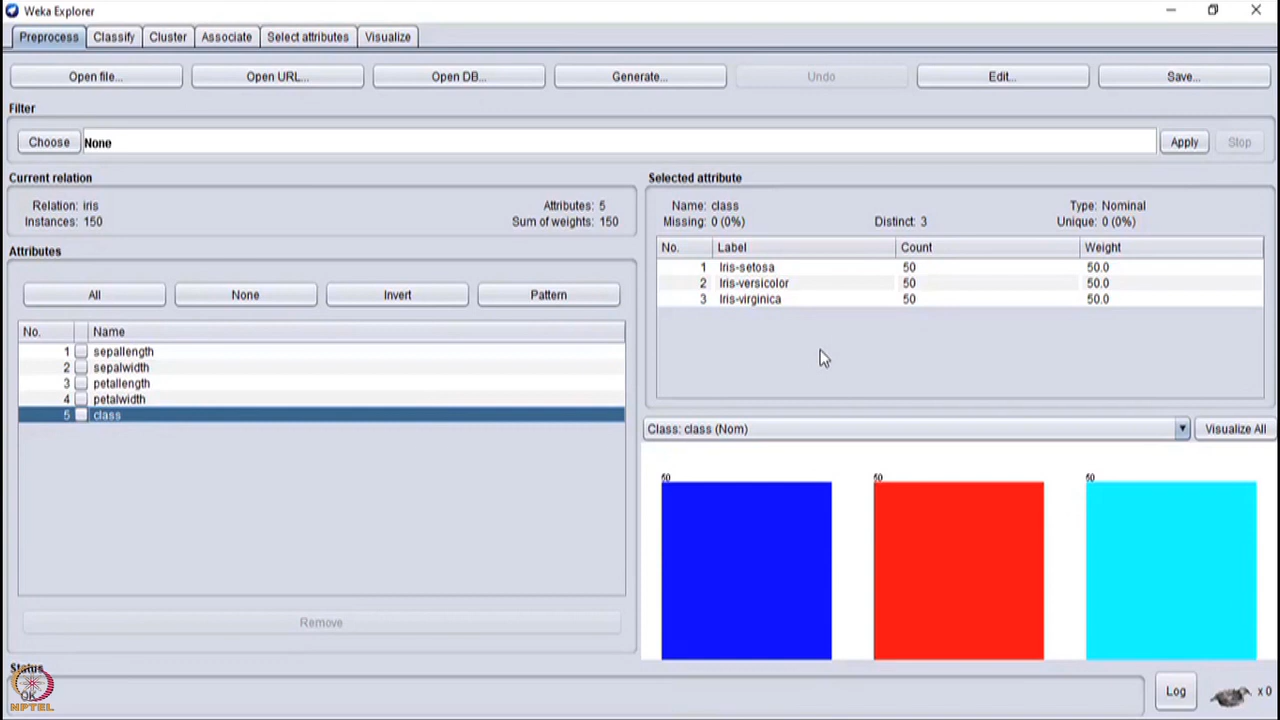 Weka Explorer
Preprocess Classify Cluster Associate Select attributes Visualize
Open file... Open URL... Open DB... Generate... Undo Edit... Save...
Filter
Choose None Apply Stop
Current relation
Relation: iris Attributes: 5
Instances: 150 Sum of weights: 150
Attributes
All None Invert Pattern
No. Name
1 sepallength
2 sepalwidth
3 petallength
4 petalwidth
5 class
Remove
Selected attribute
Name: class Type: Nominal
Missing: 0 (0%) Distinct: 3 Unique: 0 (0%)
No. Label Count Weight
1 Iris-setosa 50 50.0
2 Iris-versicolor 50 50.0
3 Iris-virginica 50 50.0
Class: class (Nom) Visualize All
50 50 50
Status
OK
NPTEL
Log x 0